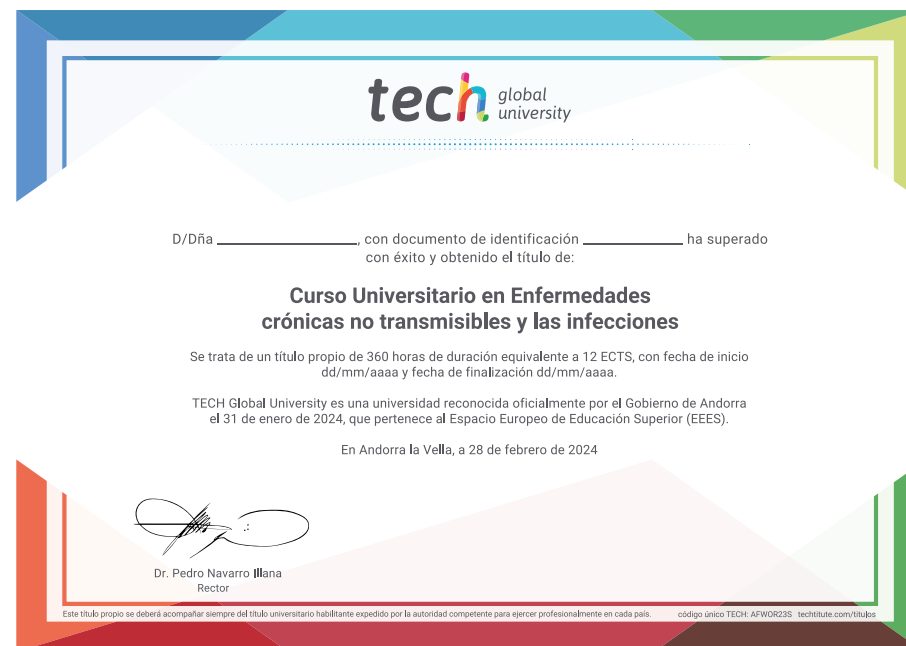 tech global university
D/Dña ____________________, con documento de identificación ______________ ha superado
con éxito y obtenido el título de:
Curso Universitario en Enfermedades
crónicas no transmisibles y las infecciones
Se trata de un título propio de 360 horas de duración equivalente a 12 ECTS, con fecha de inicio
dd/mm/aaaa y fecha de finalización dd/mm/aaaa.
TECH Global University es una universidad reconocida oficialmente por el Gobierno de Andorra
el 31 de enero de 2024, que pertenece al Espacio Europeo de Educación Superior (EEES).
En Andorra la Vella, a 28 de febrero de 2024
Dr. Pedro Navarro Illana
Rector
Este título propio se deberá acompañar siempre del título universitario habilitante expedido por la autoridad competente para ejercer profesionalmente en cada país. código único TECH: AFWOR23S techtitute.com/titulos